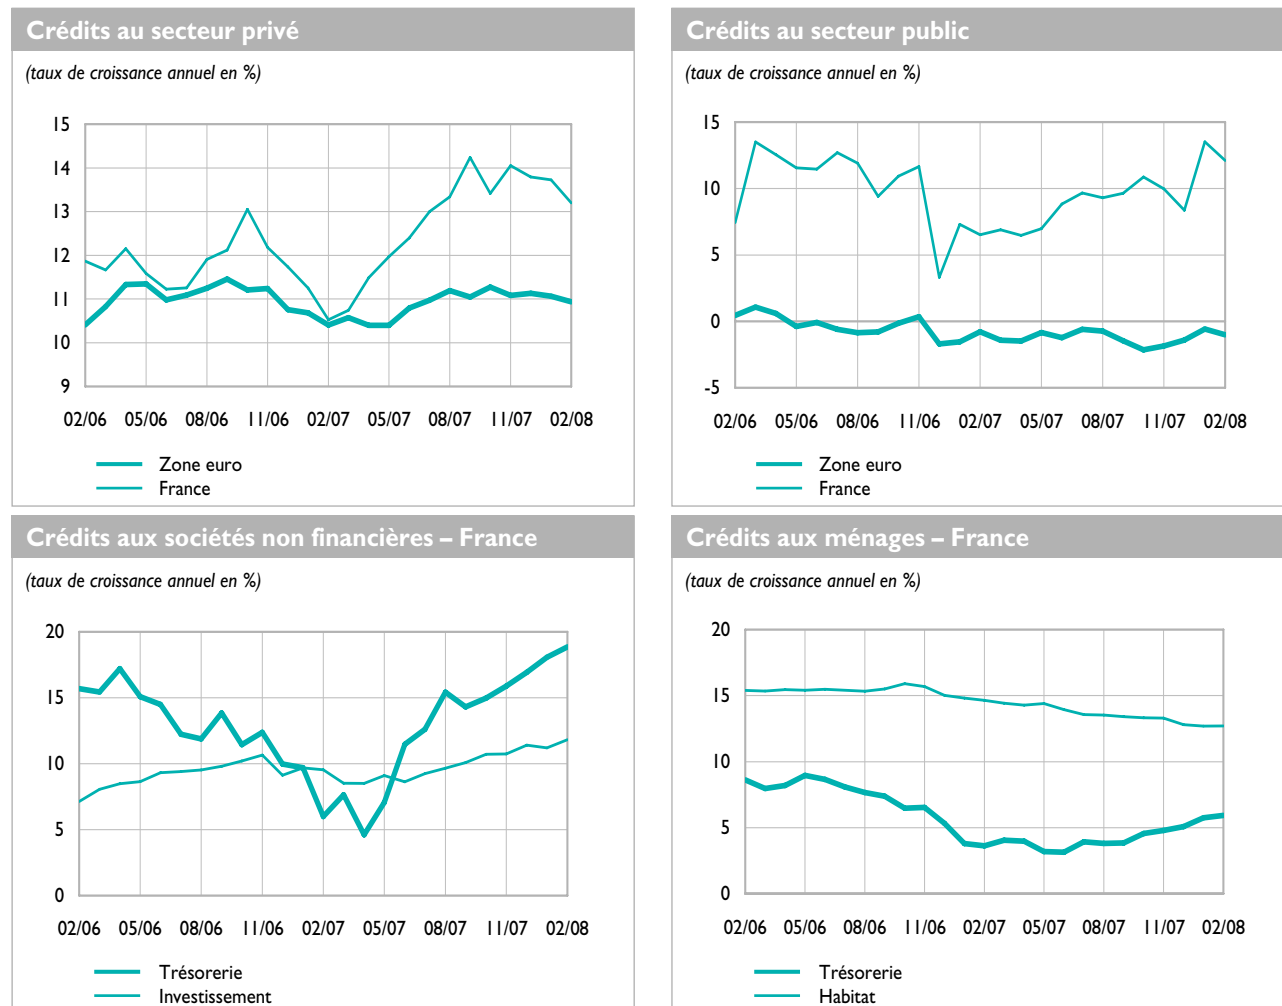 Crédits au secteur privé
(taux de croissance annuel en %)
15
14
13
12
11
10
9
02/06 05/06 08/06 11/06 02/07 05/07 08/07 11/07 02/08
Zone euro
France
Crédits au secteur public
(taux de croissance annuel en %)
15
10
5
0
-5
02/06 05/06 08/06 11/06 02/07 05/07 08/07 11/07 02/08
Zone euro
France
Crédits aux sociétés non financières – France
(taux de croissance annuel en %)
20
15
10
5
0
02/06 05/06 08/06 11/06 02/07 05/07 08/07 11/07 02/08
Trésorerie
Investissement
Crédits aux ménages – France
(taux de croissance annuel en %)
20
15
10
5
0
02/06 05/06 08/06 11/06 02/07 05/07 08/07 11/07 02/08
Trésorerie
Habitat